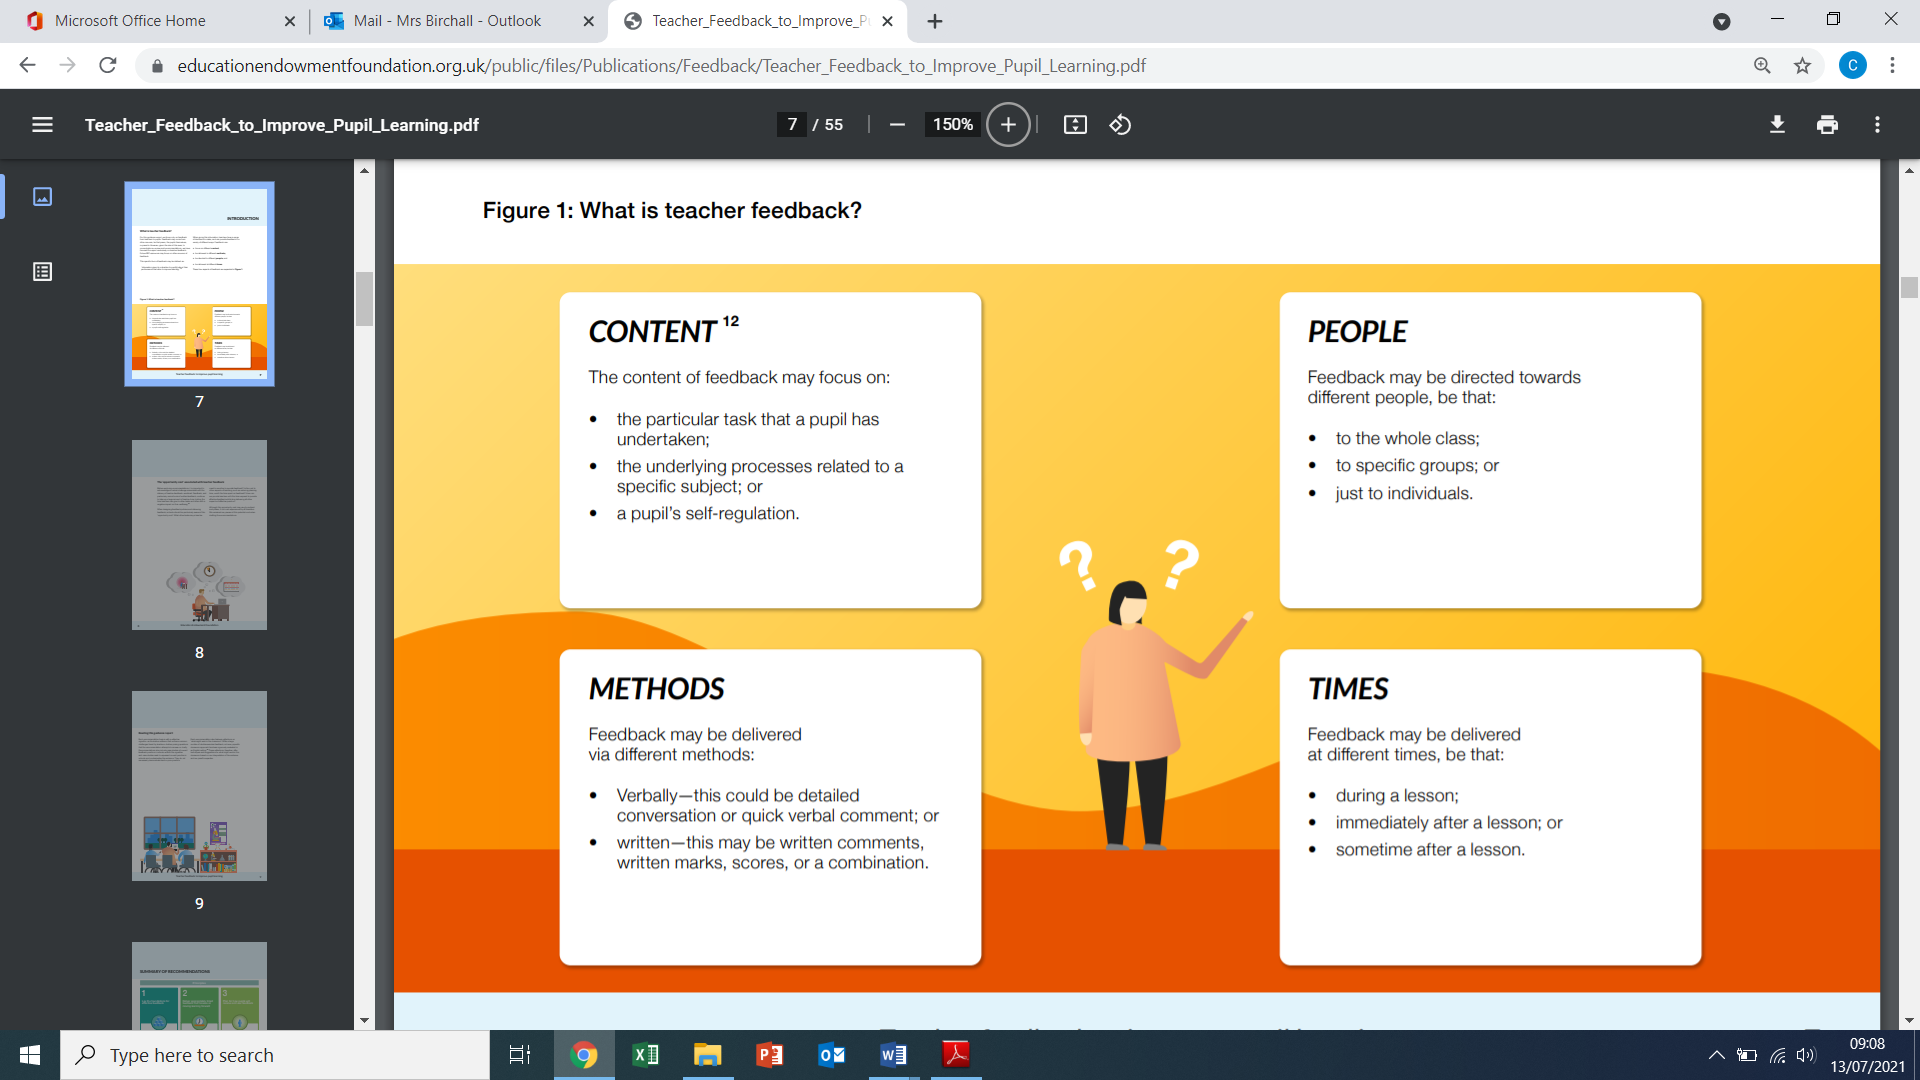 Microsoft Office Home
Mail - Mrs Birchall - Outlook
Teacher_Feedback_to_Improve_P
educationendowmentfoundation.org.uk/public/files/Publications/Feedback/Teacher_Feedback_to_Improve_Pupil_Learning.pdf
C
Teacher_Feedback_to_Improve_Pupil_Learning.pdf
7 / 55
150%
INTRODUCTION
7
8
9
SUMMARY OF RECOMMENDATIONS
1 2 3
Figure 1: What is teacher feedback?
CONTENT 12
The content of feedback may focus on:
• the particular task that a pupil has
undertaken;
• the underlying processes related to a
specific subject; or
• a pupil's self-regulation.
PEOPLE
Feedback may be directed towards
different people, be that:
• to the whole class;
• to specific groups; or
• just to individuals.
? ?
METHODS
Feedback may be delivered
via different methods:
• Verbally—this could be detailed
conversation or quick verbal comment; or
• written—this may be written comments,
written marks, scores, or a combination.
TIMES
Feedback may be delivered
at different times, be that:
• during a lesson;
• immediately after a lesson; or
• sometime after a lesson.
Type here to search
09:08
13/07/2021